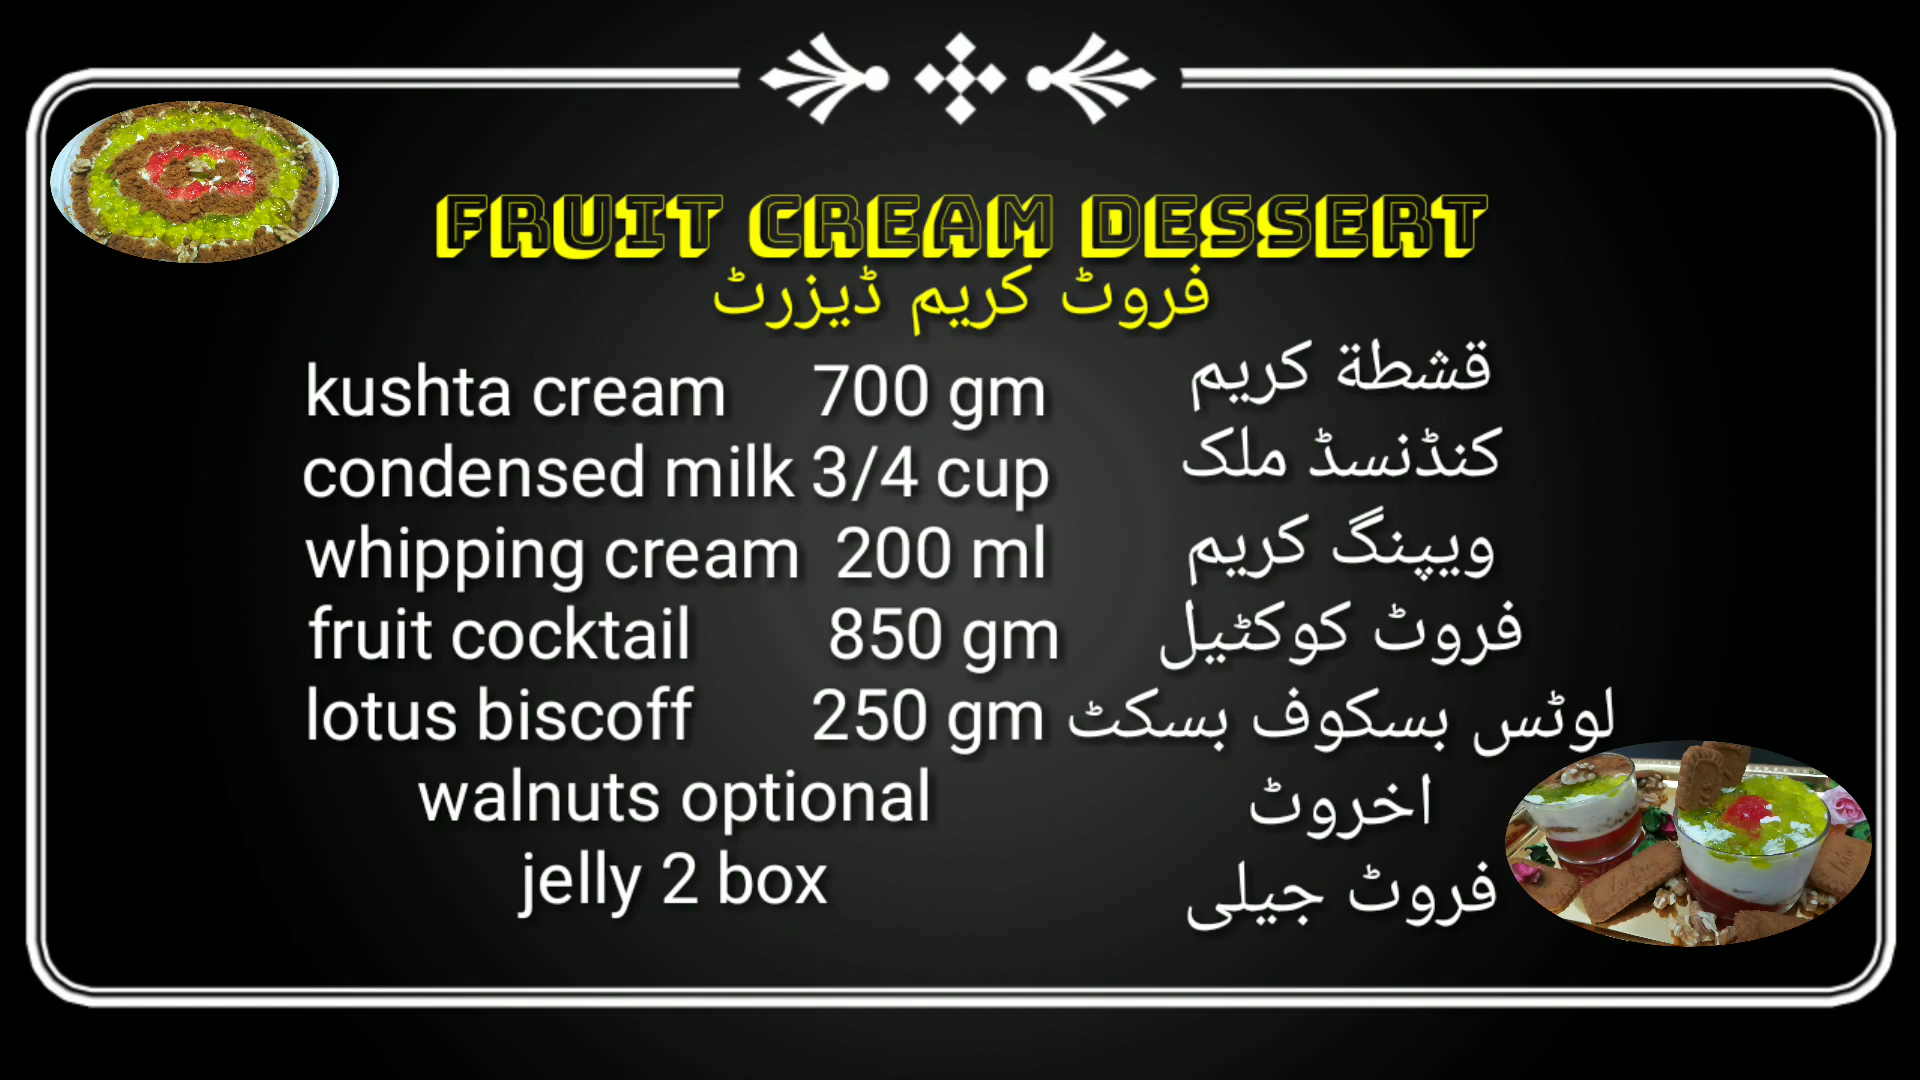 FRUIT CREAM DESSERT
فروٹ کریم ڈیزرٹ
kushta cream 700 gm قشطة کریم
condensed milk 3/4 cup کنڈنسڈ ملک
whipping cream 200 ml ویپنگ کریم
fruit cocktail 850 gm فروٹ کوکٹیل
lotus biscoff 250 gm لوٹس بسکوف بسکٹ
walnuts optional اخروٹ
jelly 2 box فروٹ جیلی